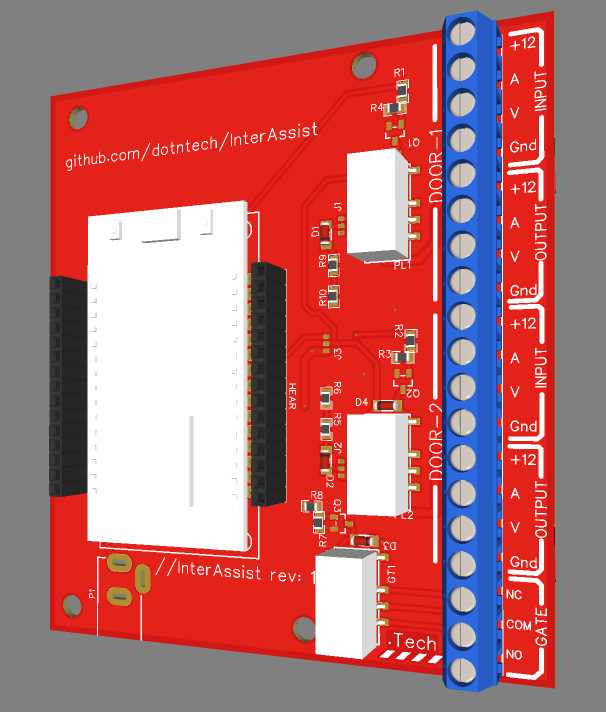 github.com/dotntech/InterAssist
R1
R4
Q1
DOOR-1
J1
D1
R9
PL1
R10
R2
J3
R3
Q2
HEAR
R6
D4
R5
DOOR-2
J2
D2
L2
R8
Q3
R7
D3
//InterAssist rev: 1
GT1
P1
.Tech
+12
A
V
Gnd
INPUT
+12
A
V
Gnd
OUTPUT
+12
A
V
Gnd
INPUT
+12
A
V
Gnd
OUTPUT
NC
COM
NO
GATE